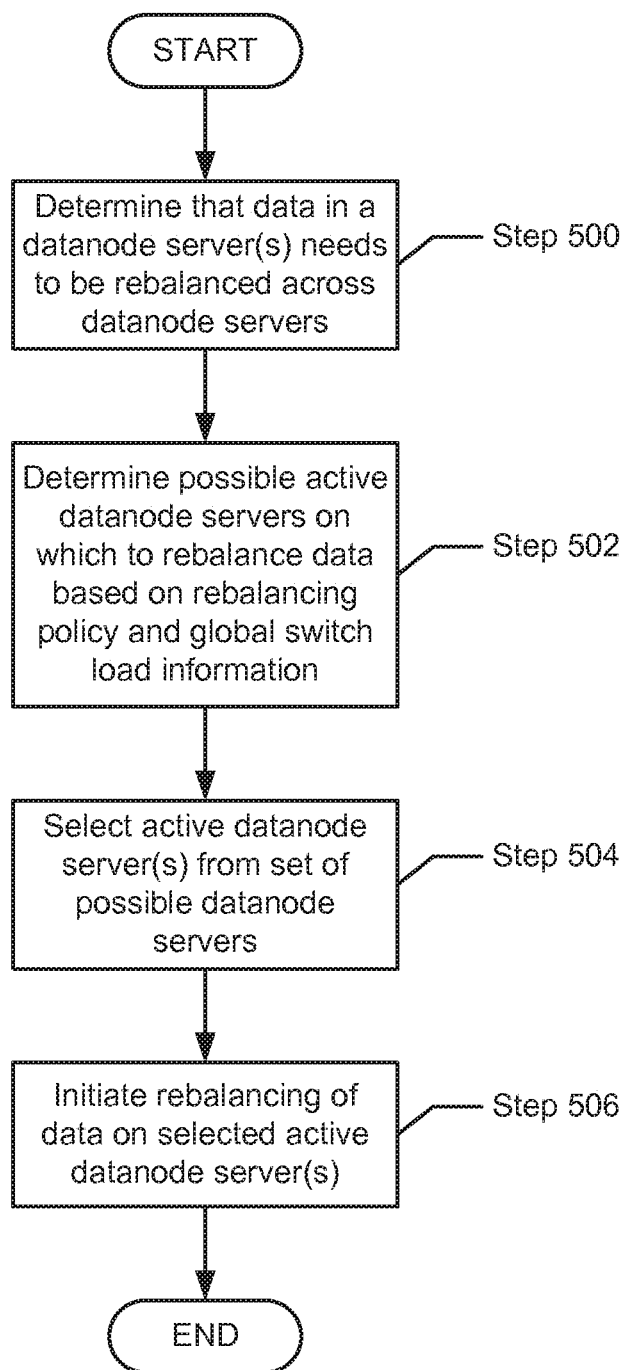 START
Determine that data in a
datanode server(s) needs
to be rebalanced across
datanode servers
Step 500
Determine possible active
datanode servers on
which to rebalance data
based on rebalancing
policy and global switch
load information
Step 502
Select active datanode
server(s) from set of
possible datanode
servers
Step 504
Initiate rebalancing of
data on selected active
datanode server(s)
Step 506
END